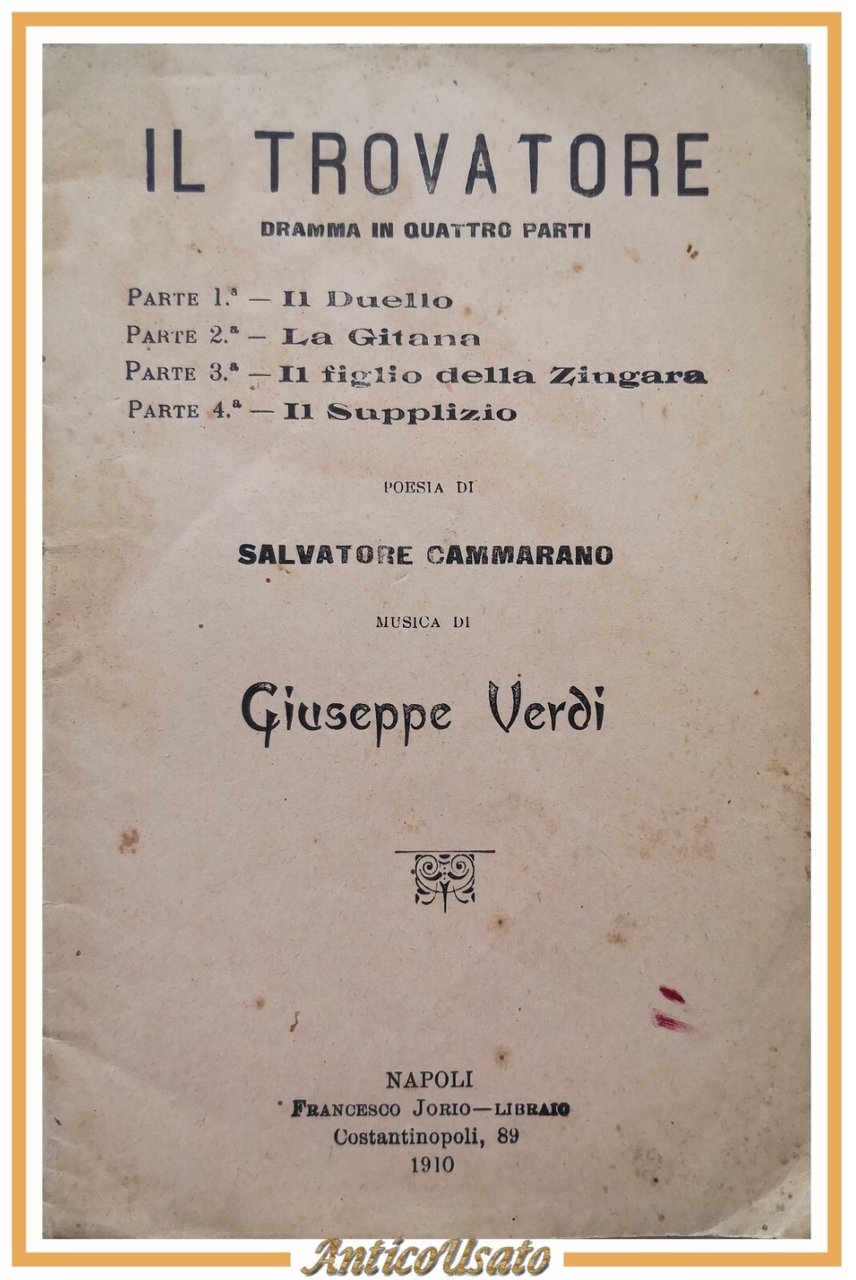 IL TROVATORE
DRAMMA IN QUATTRO PARTI
PARTE 1.ª — Il Duello
PARTE 2.ª — La Gitana
PARTE 3.ª — Il figlio della Zingara
PARTE 4.ª — Il Supplizio
POESIA DI
SALVATORE CAMMARANO
MUSICA DI
Giuseppe Verdi
NAPOLI
FRANCESCO JORIO—LIBRAIO
Costantinopoli, 89
1910
AnticoUsato